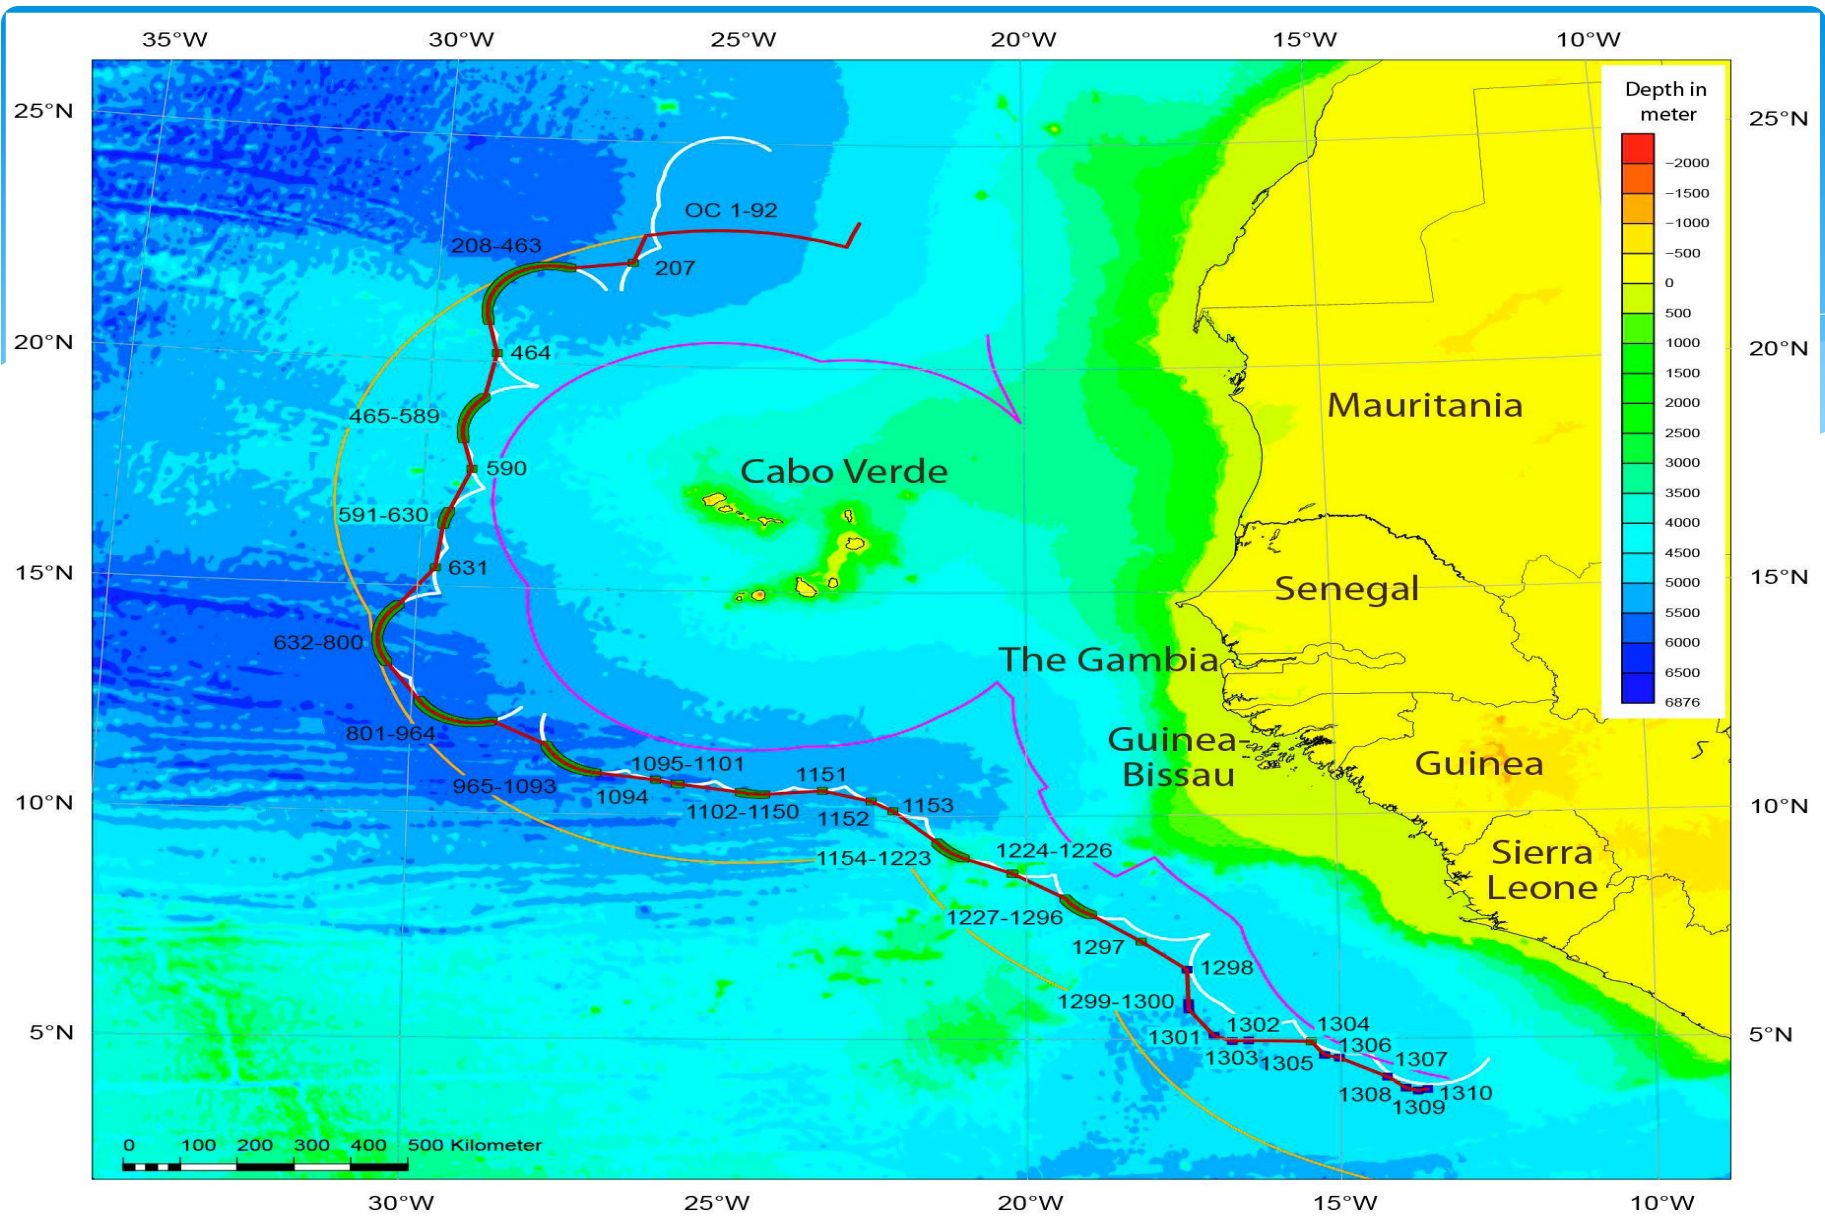 35°W 30°W 25°W 20°W 15°W 10°W
Depth in
meter
25°N
25°N
−2000
−1500
−1000
−500
0
500
1000
1500
2000
2500
3000
3500
4000
4500
5000
5500
6000
6500
6876
OC 1-92
208-463
207
20°N
20°N
464
465-589
Mauritania
590
Cabo Verde
591-630
631
15°N
15°N
Senegal
632-800
The Gambia
801-964
Guinea-
Bissau
Guinea
1095-1101
1151
965-1093
1094
1102-1150
1152
1153
10°N
10°N
1154-1223
1224-1226
Sierra
Leone
1227-1296
1297
1298
1299-1300
5°N
5°N
1301
1302
1303
1304
1305
1306
1307
1308
1309
1310
0 100 200 300 400 500 Kilometer
30°W 25°W 20°W 15°W 10°W